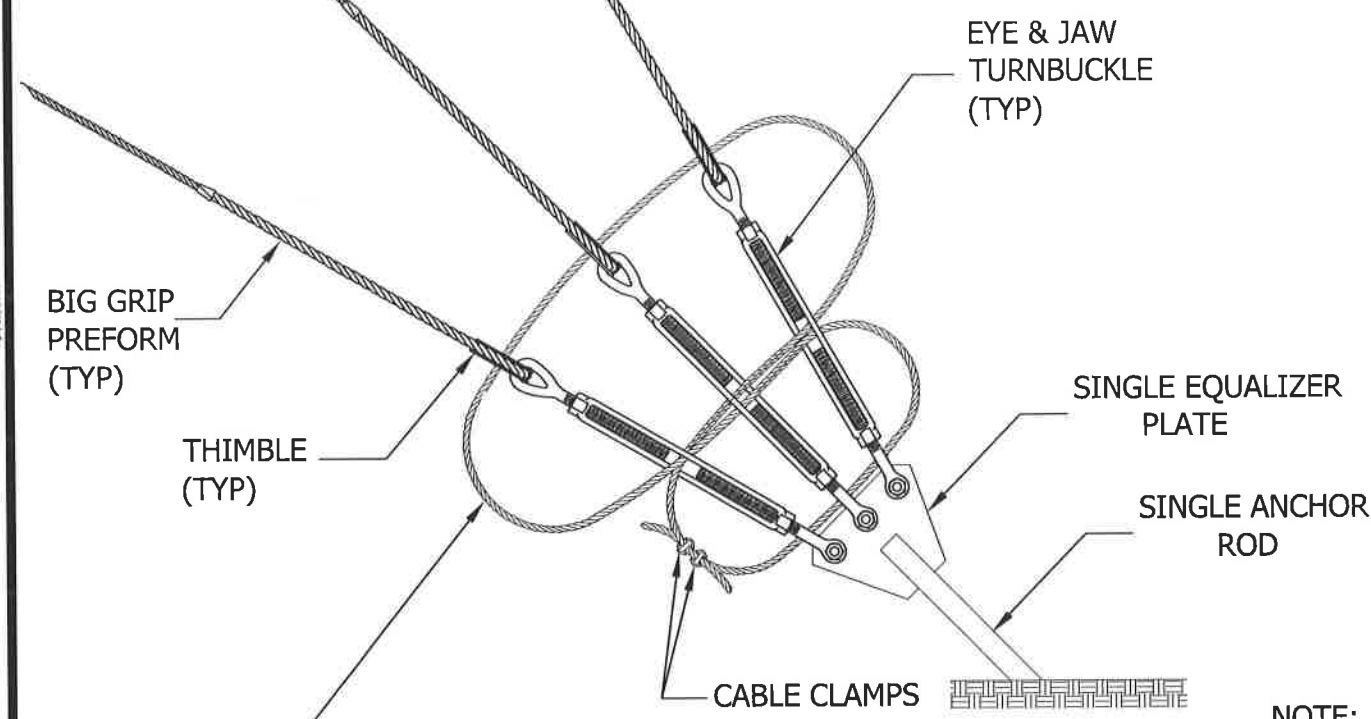 EYE & JAW
TURNBUCKLE
(TYP)
BIG GRIP
PREFORM
(TYP)
THIMBLE
(TYP)
SINGLE EQUALIZER
PLATE
SINGLE ANCHOR
ROD
CABLE CLAMPS
NOTE: